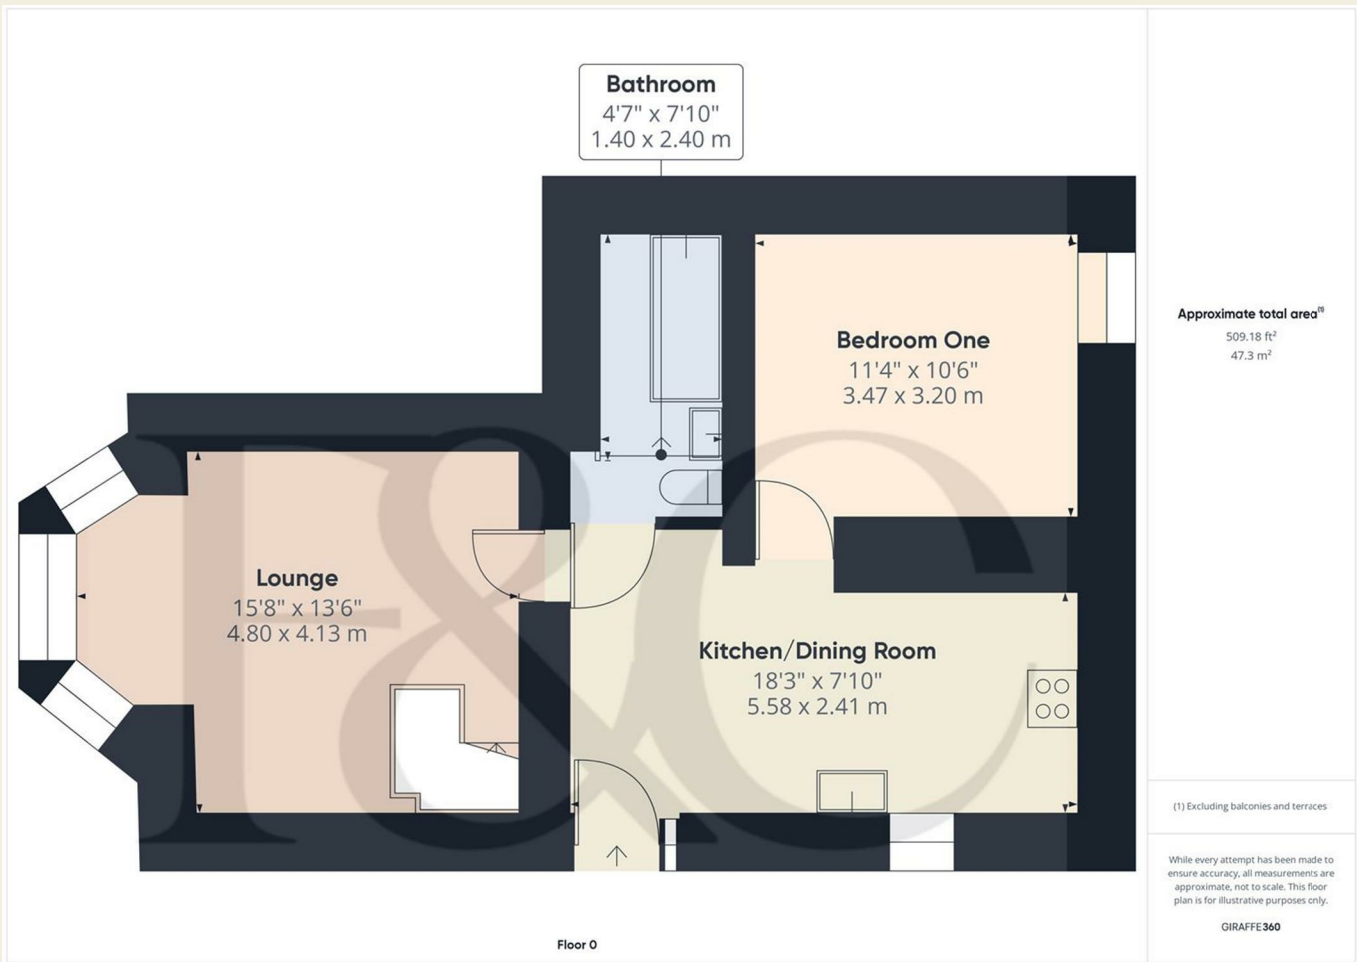 Bathroom
4'7" x 7'10"
1.40 x 2.40 m
Bedroom One
11'4" x 10'6"
3.47 x 3.20 m
Lounge
15'8" x 13'6"
4.80 x 4.13 m
Kitchen/Dining Room
18'3" x 7'10"
5.58 x 2.41 m
Floor 0
Approximate total area(1)
509.18 ft²
47.3 m²
(1) Excluding balconies and terraces
While every attempt has been made to
ensure accuracy, all measurements are
approximate, not to scale. This floor
plan is for illustrative purposes only.
GIRAFFE360
I&C